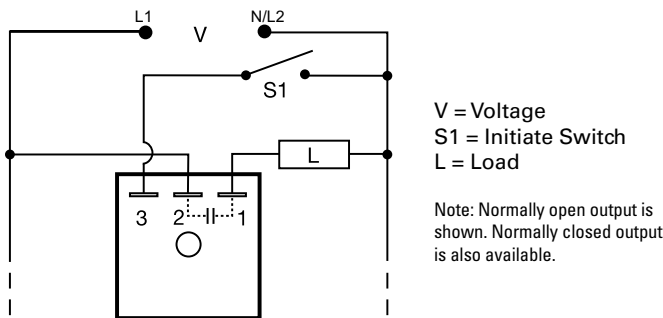 L1 V N/L2
S1
L
3 2 1
V = Voltage
S1 = Initiate Switch
L = Load
Note: Normally open output is
shown. Normally closed output
is also available.